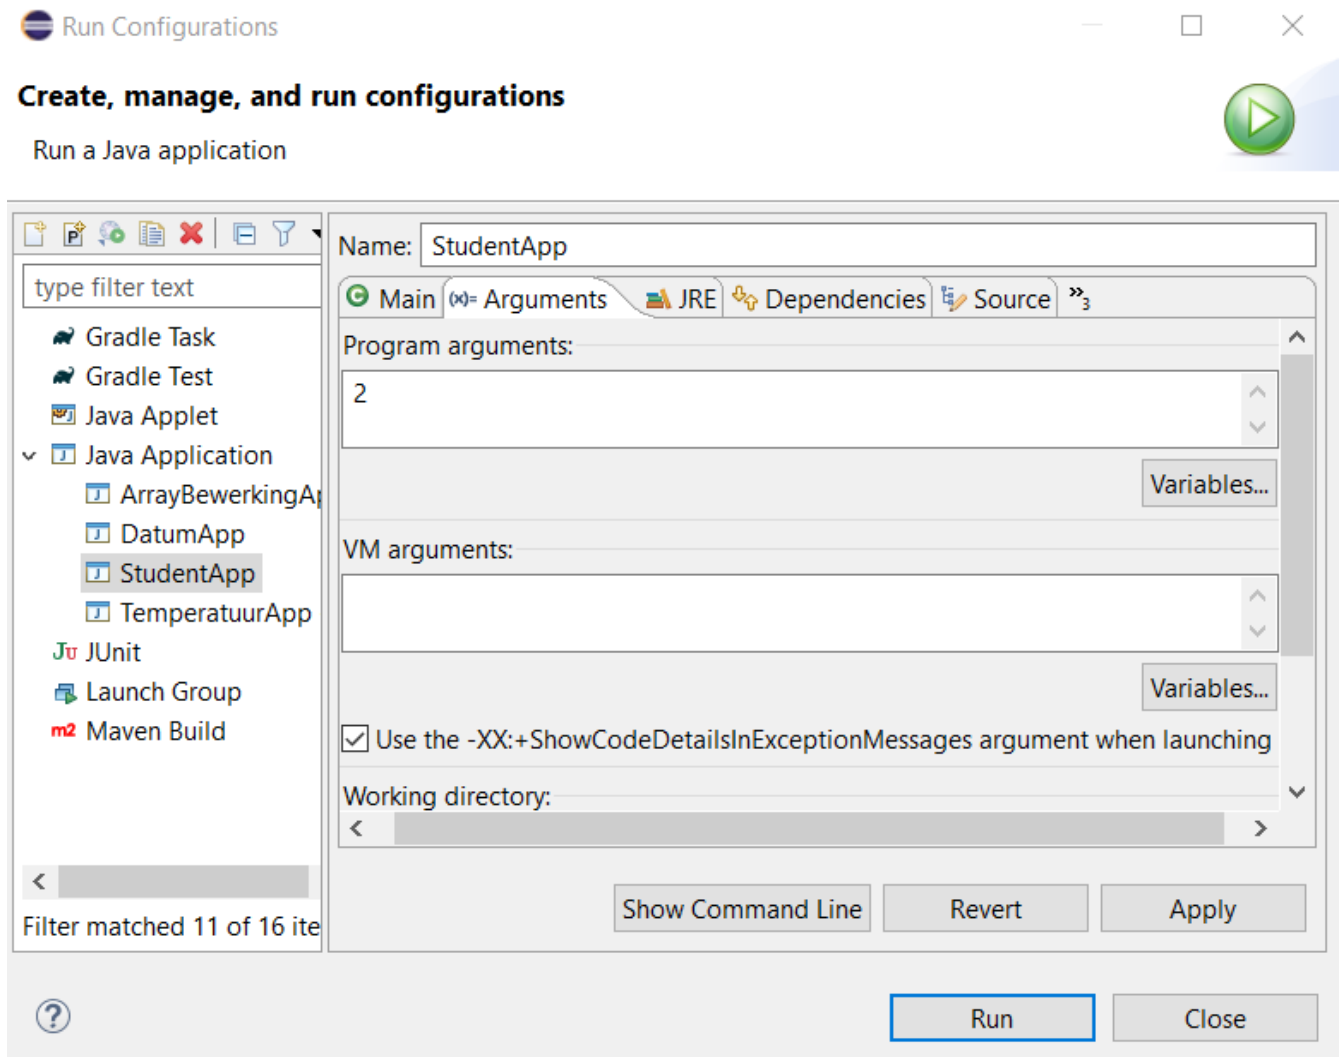 Run Configurations
Create, manage, and run configurations
Run a Java application
type filter text
Gradle Task
Gradle Test
Java Applet
Java Application
ArrayBewerkingAp
DatumApp
StudentApp
TemperatuurApp
JUnit
Launch Group
Maven Build
Filter matched 11 of 16 ite
Name: StudentApp
Main (x)= Arguments JRE Dependencies Source »3
Program arguments:
2
Variables...
VM arguments:
Variables...
Use the -XX:+ShowCodeDetailsInExceptionMessages argument when launching
Working directory:
Show Command Line Revert Apply
Run Close